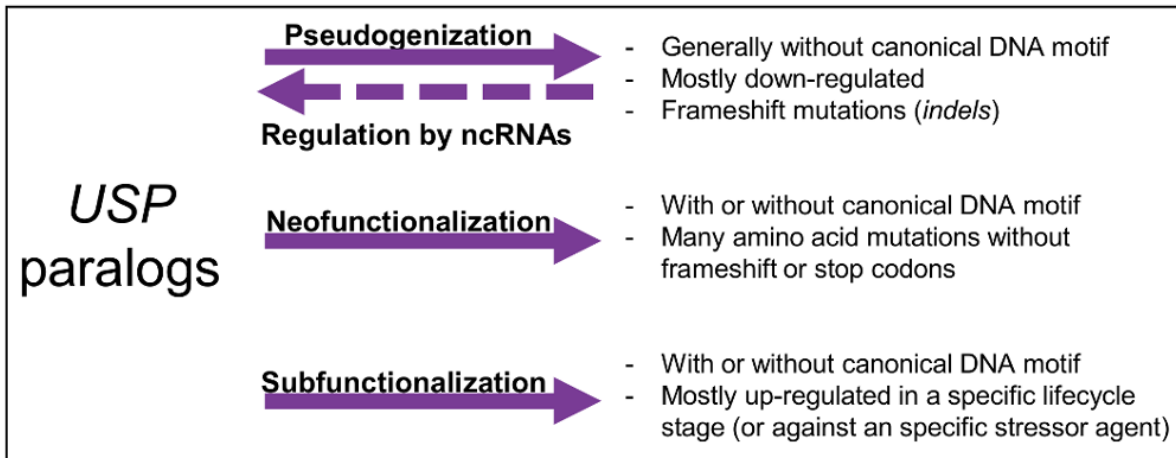 USP
paralogs
Pseudogenization
Regulation by ncRNAs
- Generally without canonical DNA motif
- Mostly down-regulated
- Frameshift mutations (indels)
Neofunctionalization
- With or without canonical DNA motif
- Many amino acid mutations without
frameshift or stop codons
Subfunctionalization
- With or without canonical DNA motif
- Mostly up-regulated in a specific lifecycle
stage (or against an specific stressor agent)